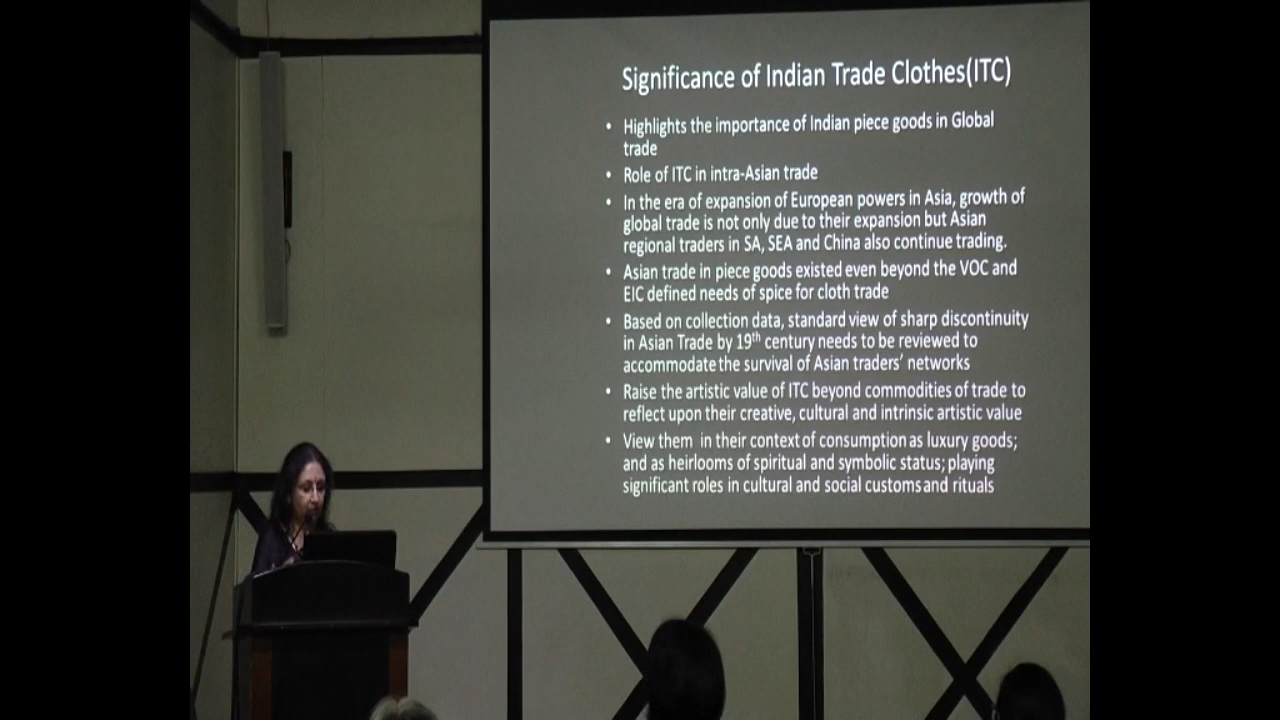 Significance of Indian Trade Clothes(ITC)
• Highlights the importance of Indian piece goods in Global
trade
• Role of ITC in intra-Asian trade
• In the era of expansion of European powers in Asia, growth of
global trade is not only due to their expansion but Asian
regional traders in SA, SEA and China also continue trading.
• Asian trade in piece goods existed even beyond the VOC and
EIC defined needs of spice for cloth trade
• Based on collection data, standard view of sharp discontinuity
in Asian Trade by 19th century needs to be reviewed to
accommodate the survival of Asian traders' networks
• Raise the artistic value of ITC beyond commodities of trade to
reflect upon their creative, cultural and intrinsic artistic value
• View them in their context of consumption as luxury goods;
and as heirlooms of spiritual and symbolic status; playing
significant roles in cultural and social customs and rituals